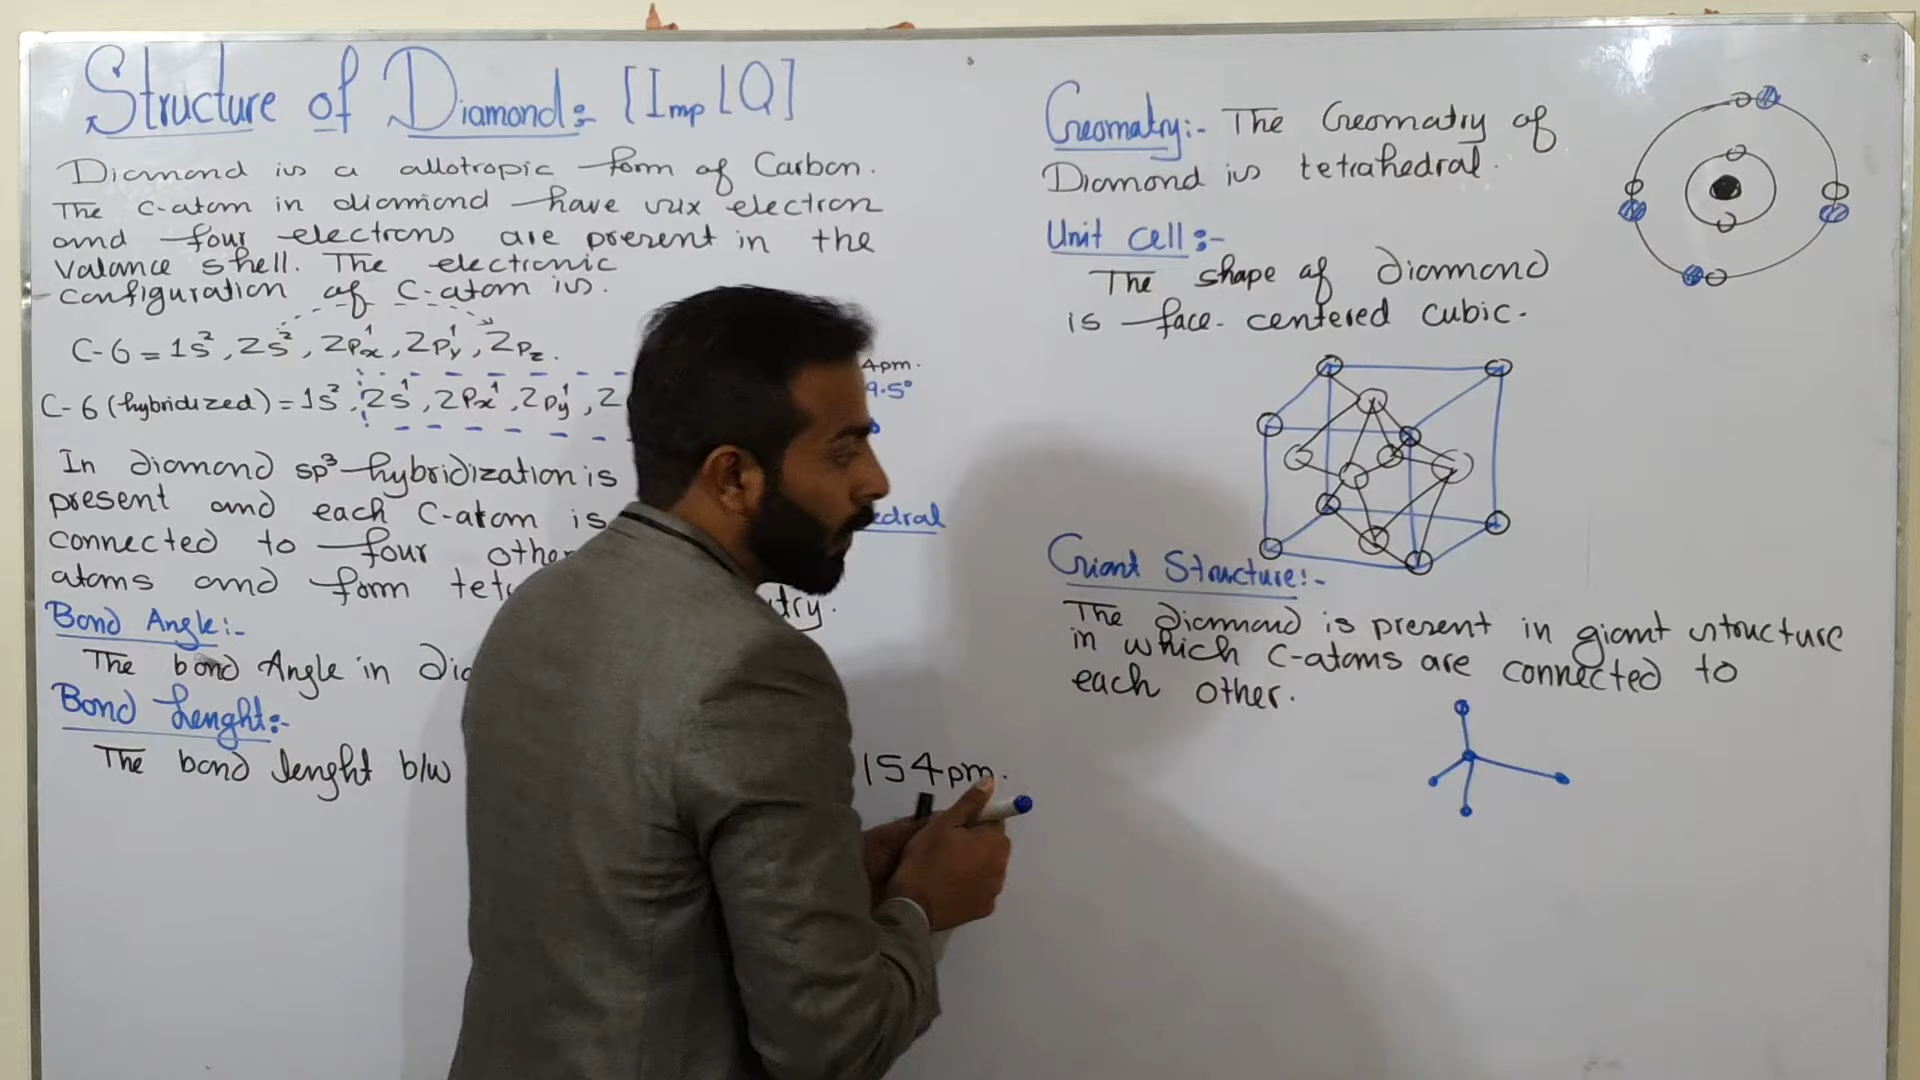 Structure of Diamond:- [Imp LQ]
Diamond is a allotropic form of Carbon.
The C-atom in diamond have six electron
and four electrons are present in the
Valance shell. The electronic
configuration of C-atom is.
C-6 = 1s², 2s², 2px¹, 2py¹, 2pz.
C-6 (hybridized) = 1s², 2s¹, 2px¹, 2py¹, 2
4pm.
9.5°
In diamond sp³ hybridization is
present and each C-atom is
connected to four other
edral
atoms and form tet
try.
Bond Angle:-
The bond Angle in dia
Bond Lenght:-
The bond lenght b/w 154pm.
Geomatry:- The Geomatry of
Diamond is tetrahedral.
Unit cell:-
The shape of diamond
is face-centered cubic.
Giant Structure:-
The diamond is present in giant structure
in which C-atoms are connected to
each other.